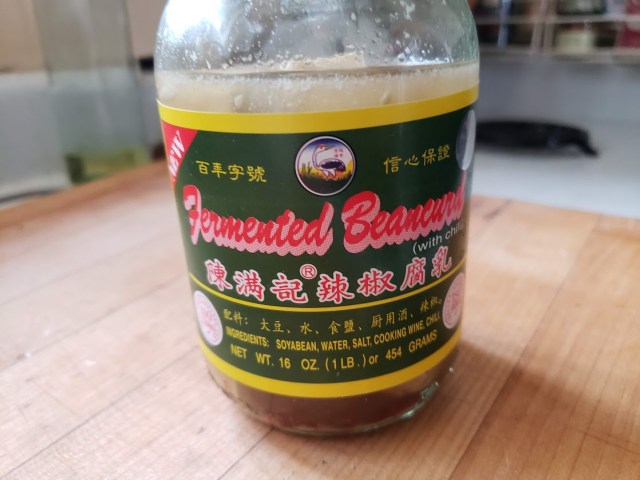 NEW
百年字號
信心保證
Fermented Beancurd
(with chili
陳滿記®辣椒腐乳
配料: 大豆、水、食鹽、厨用酒、辣椒。
INGREDIENTS: SOYABEAN, WATER, SALT, COOKING WINE, CHILI.
NET WT. 16 OZ. (1 LB.) or 454 GRAMS